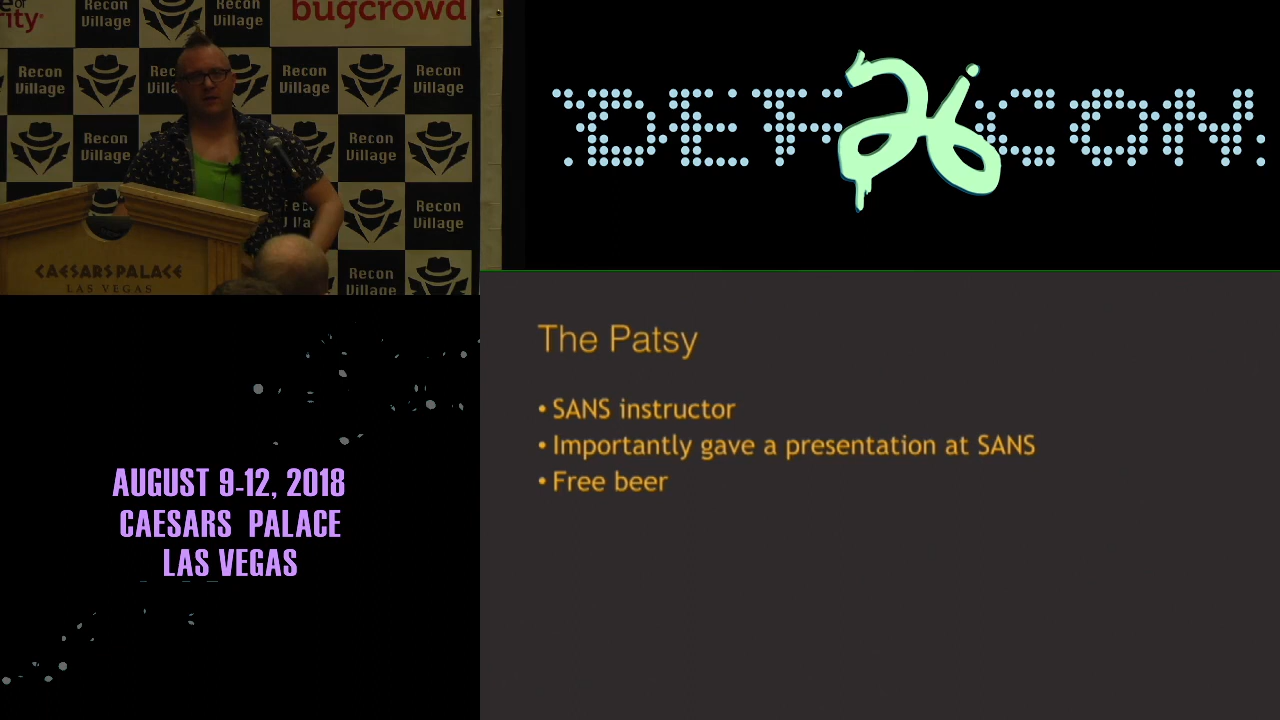 bugcrowd
Recon Village
Recon Village
Recon Village
Recon Village
Recon Village
Recon Village
Recon Village
Recon Village
CAESARS PALACE
LAS VEGAS
DEF CON
26
The Patsy
• SANS instructor
• Importantly gave a presentation at SANS
• Free beer
AUGUST 9-12, 2018
CAESARS PALACE
LAS VEGAS